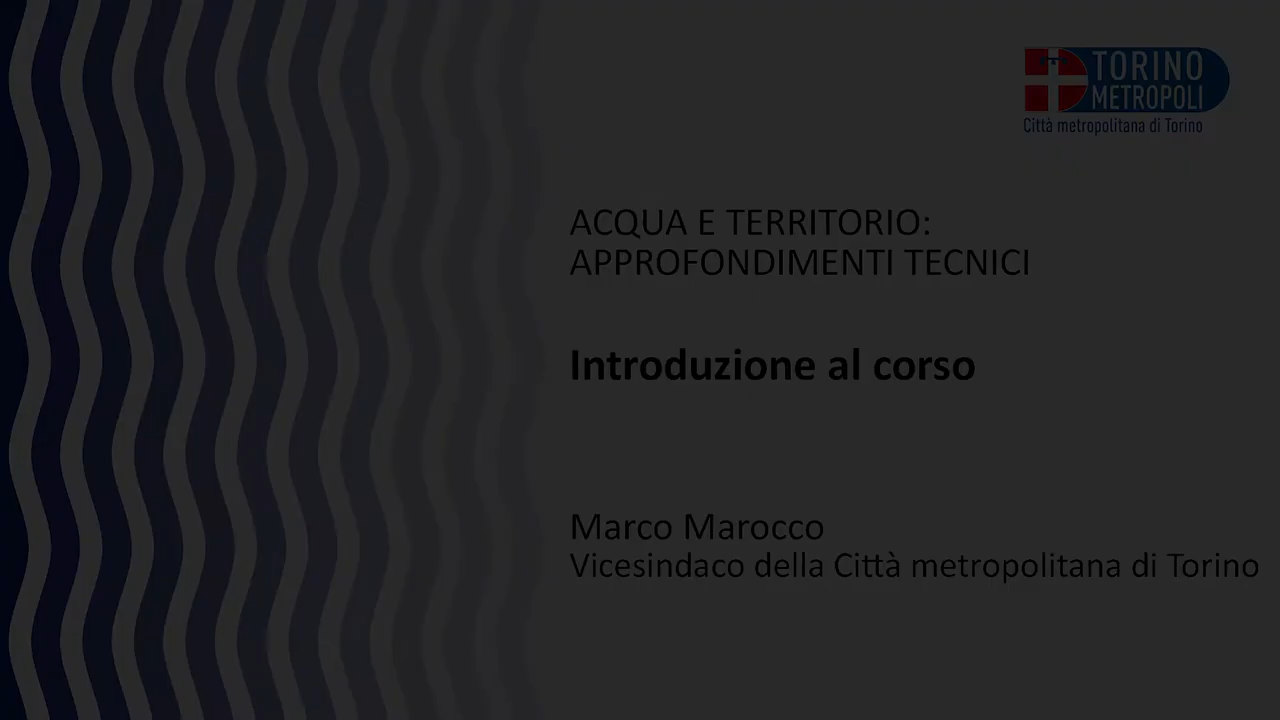 TORINO
METROPOLI
Città metropolitana di Torino
ACQUA E TERRITORIO:
APPROFONDIMENTI TECNICI
Introduzione al corso
Marco Marocco
Vicesindaco della Città metropolitana di Torino